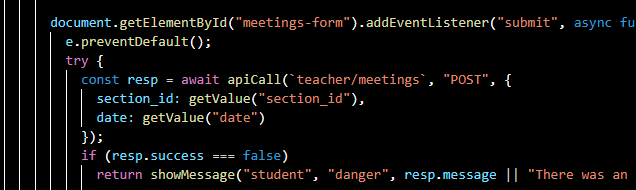 document.getElementById("meetings-form").addEventListener("submit", async fu
e.preventDefault();
try {
const resp = await apiCall(`teacher/meetings`, "POST", {
section_id: getValue("section_id"),
date: getValue("date")
});
if (resp.success === false)
return showMessage("student", "danger", resp.message || "There was an